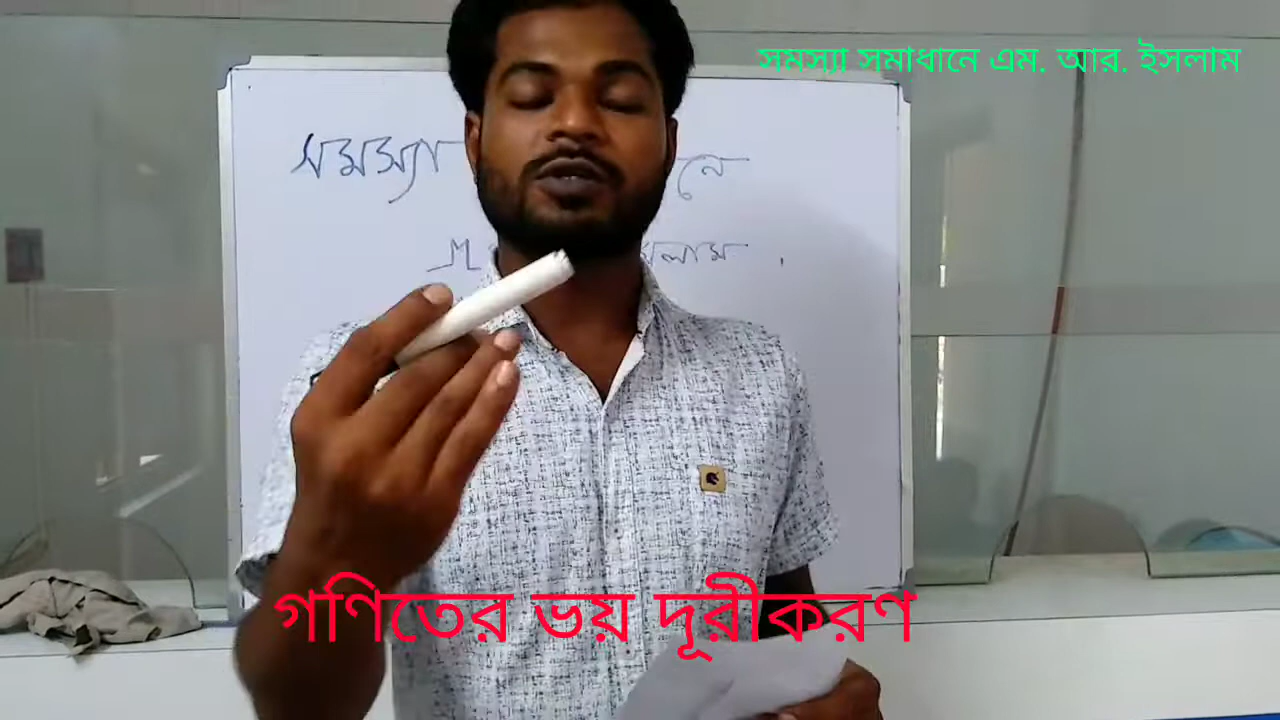 সমস্যা সমাধানে এম. আর. ইসলাম
সমস্যা নে
লাম
গণিতের ভয় দূরীকরণ